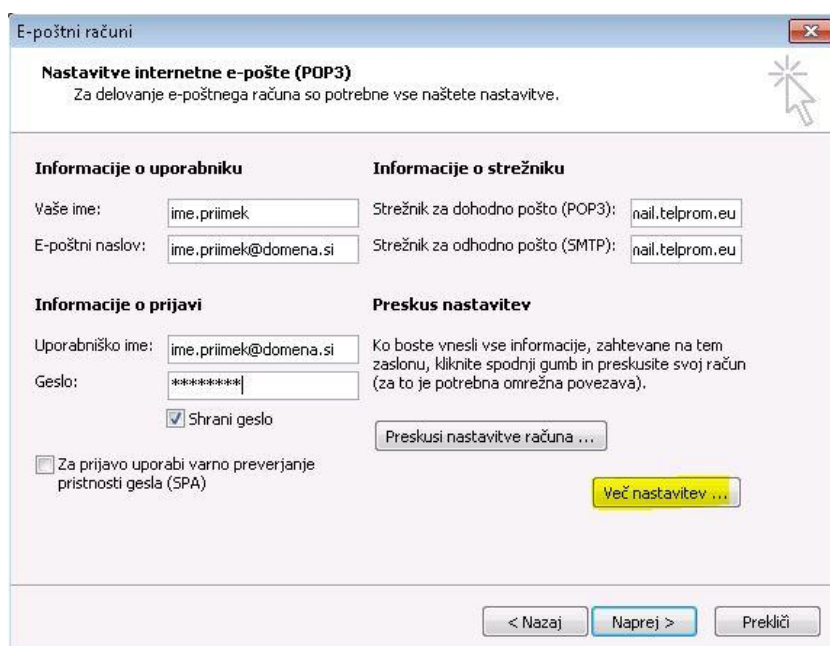 E-poštni računi
Nastavitve internetne e-pošte (POP3)
Za delovanje e-poštnega računa so potrebne vse naštete nastavitve.
Informacije o uporabniku
Vaše ime:
ime.priimek
E-poštni naslov:
ime.priimek@domena.si
Informacije o strežniku
Strežnik za dohodno pošto (POP3):
nail.telprom.eu
Strežnik za odhodno pošto (SMTP):
nail.telprom.eu
Informacije o prijavi
Uporabniško ime:
ime.priimek@domena.si
Geslo:
********
Shrani geslo
Za prijavo uporabi varno preverjanje
pristnosti gesla (SPA)
Preskus nastavitev
Ko boste vnesli vse informacije, zahtevane na tem
zaslonu, kliknite spodnji gumb in preskusite svoj račun
(za to je potrebna omrežna povezava).
Preskusi nastavitve računa ...
Več nastavitev ...
< Nazaj
Naprej >
Prekliči